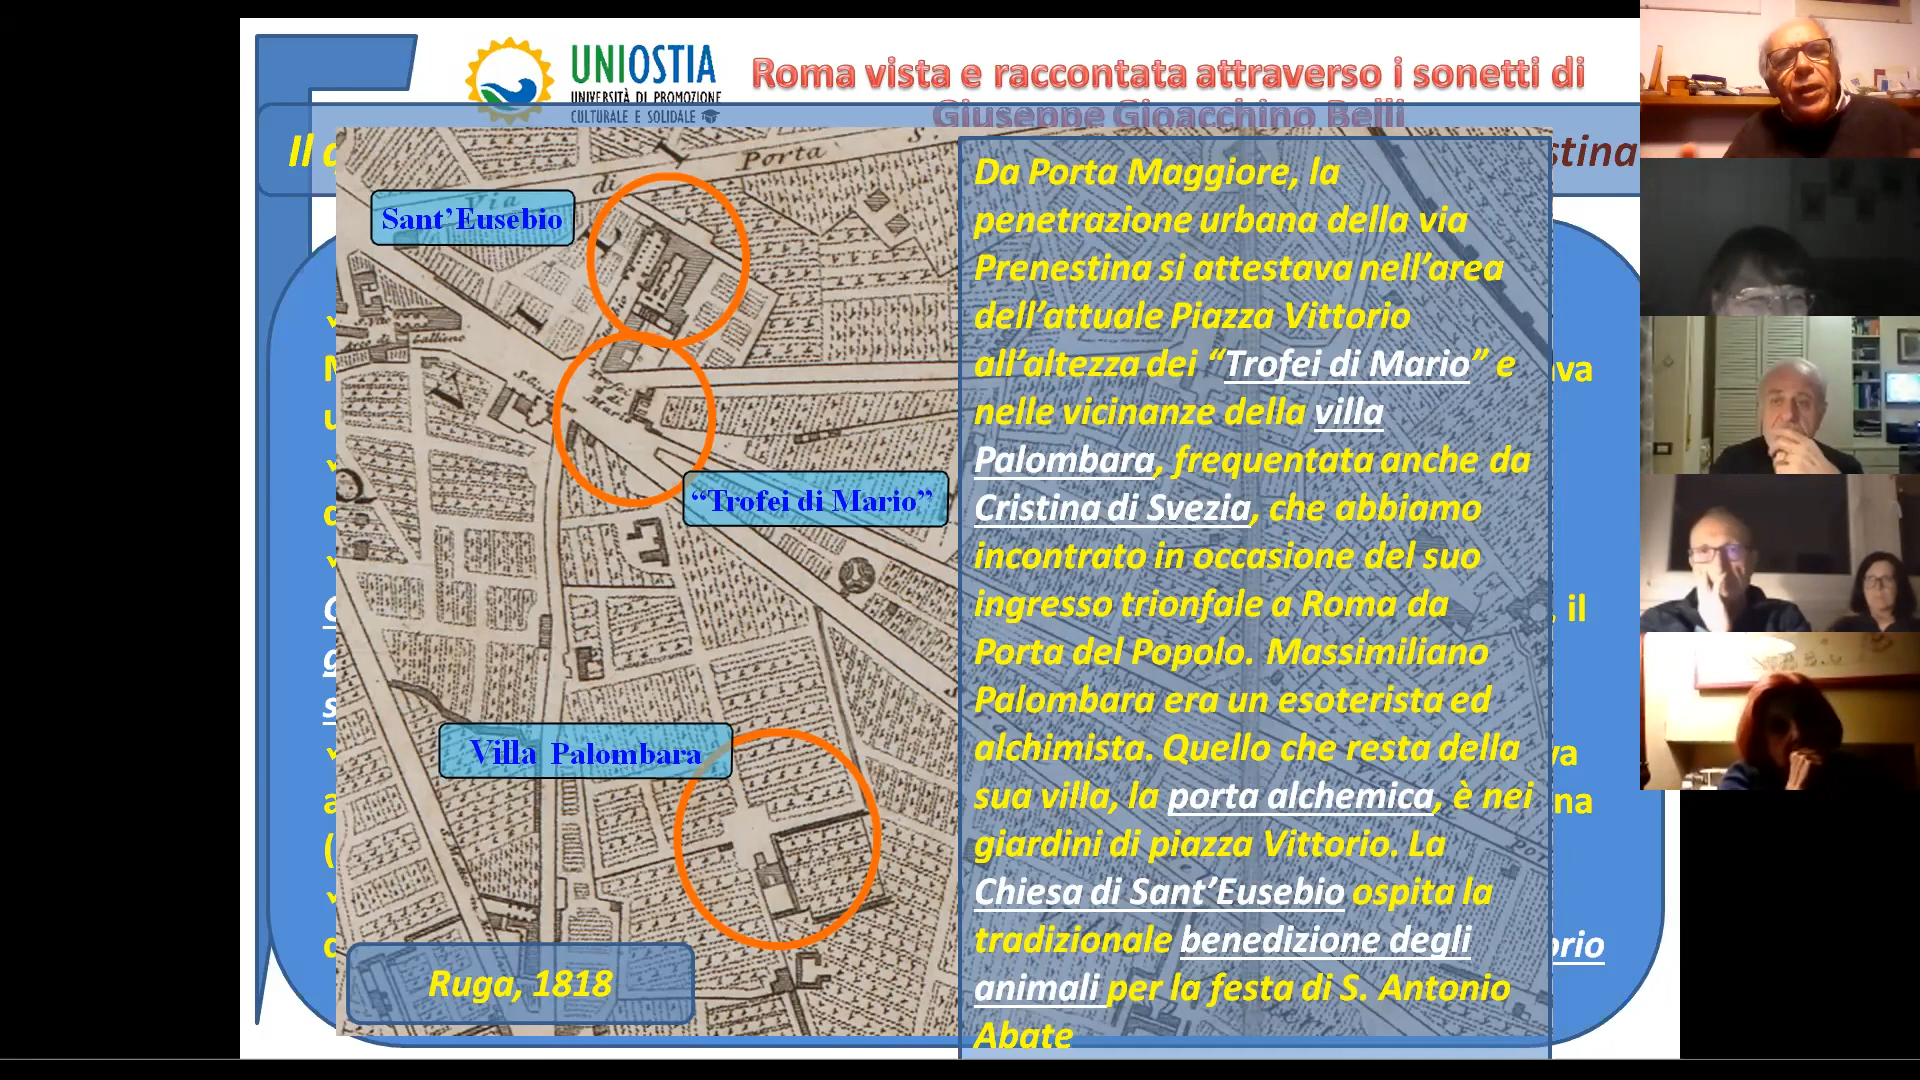 UNIOSTIA
UNIVERSITÀ DI PROMOZIONE
CULTURALE E SOLIDALE
Roma vista e raccontata attraverso i sonetti di
Giuseppe Gioacchino Belli
Il
stina
Porta
di
Via
Sant’Eusebio
“Trofei di Mario”
Villa Palombara
Ruga, 1818
Da Porta Maggiore, la
penetrazione urbana della via
Prenestina si attestava nell’area
dell’attuale Piazza Vittorio
all’altezza dei “Trofei di Mario” e
nelle vicinanze della villa
Palombara, frequentata anche da
Cristina di Svezia, che abbiamo
incontrato in occasione del suo
ingresso trionfale a Roma da
Porta del Popolo. Massimiliano
Palombara era un esoterista ed
alchimista. Quello che resta della
sua villa, la porta alchemica, è nei
giardini di piazza Vittorio. La
Chiesa di Sant’Eusebio ospita la
tradizionale benedizione degli
animali per la festa di S. Antonio
Abate
il